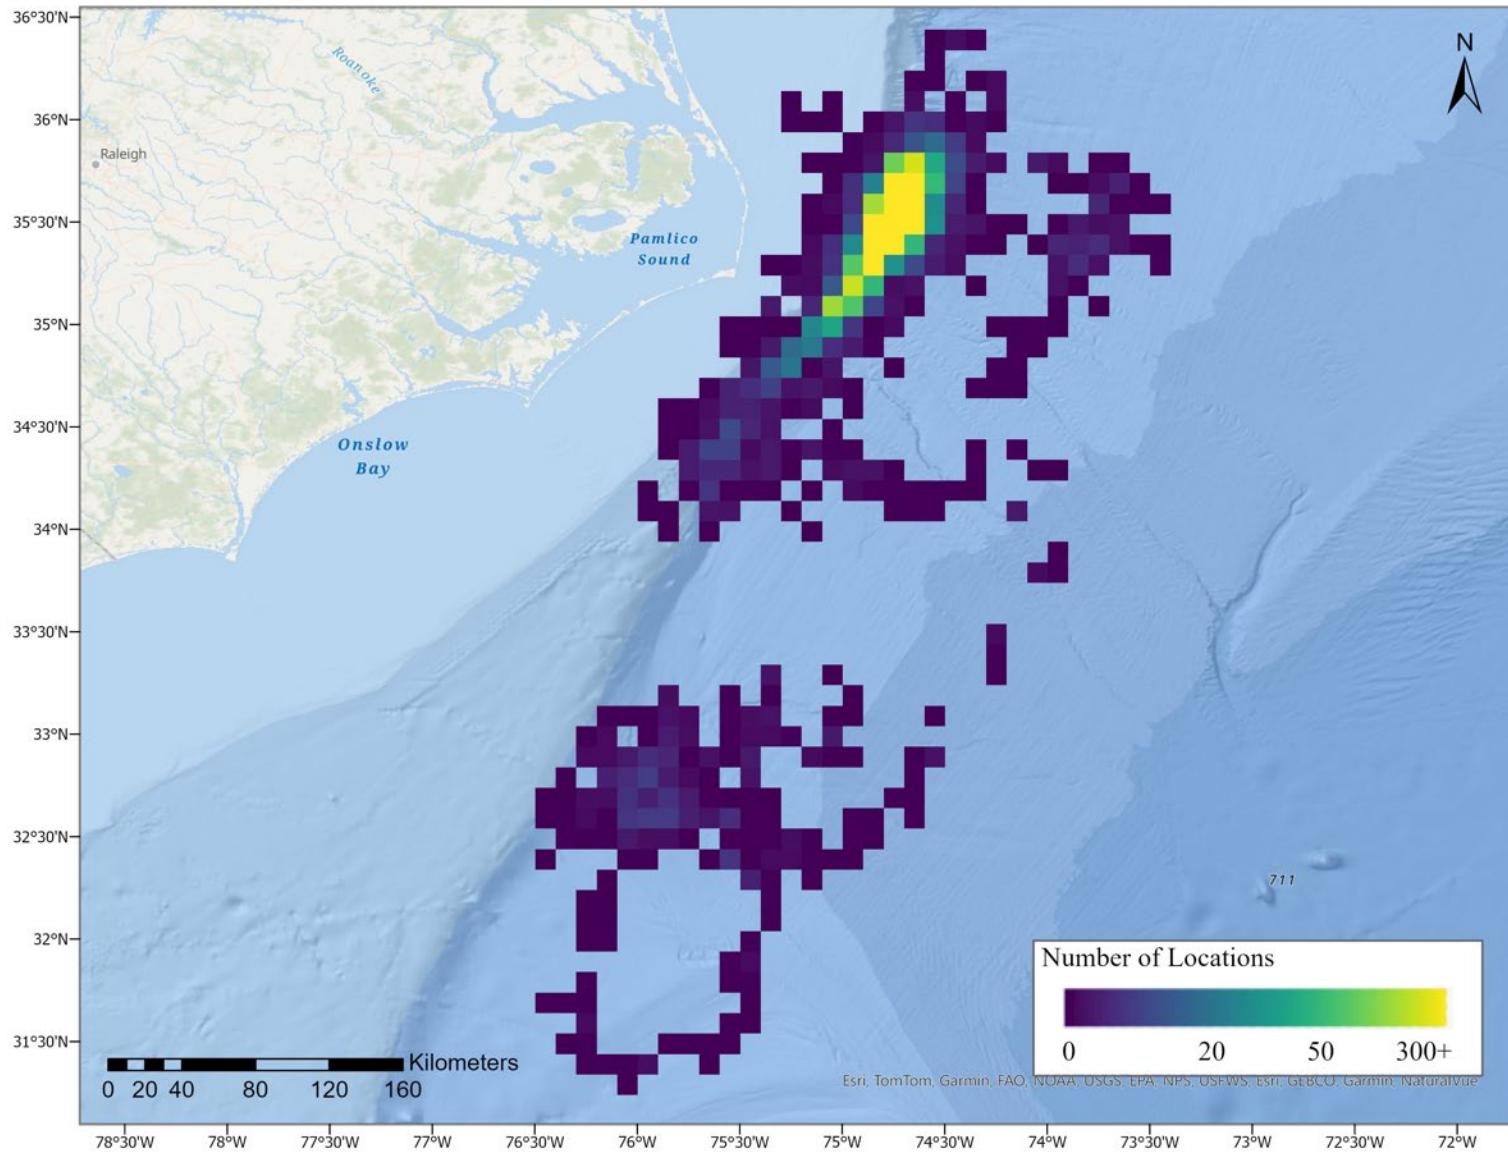 36°30'N
36°N
35°30'N
35°N
34°30'N
34°N
33°30'N
33°N
32°30'N
32°N
31°30'N
Roanoke
Raleigh
N
Pamlico
Sound
Onslow
Bay
711
Number of Locations
0 20 50 300+
Kilometers
0 20 40 80 120 160
Esri, TomTom, Garmin, FAO, NOAA, USGS, EPA, NPS, USFWS, Esri, GEBCO, Garmin, NaturalVue
78°30'W 78°W 77°30'W 77°W 76°30'W 76°W 75°30'W 75°W 74°30'W 74°W 73°30'W 73°W 72°30'W 72°W